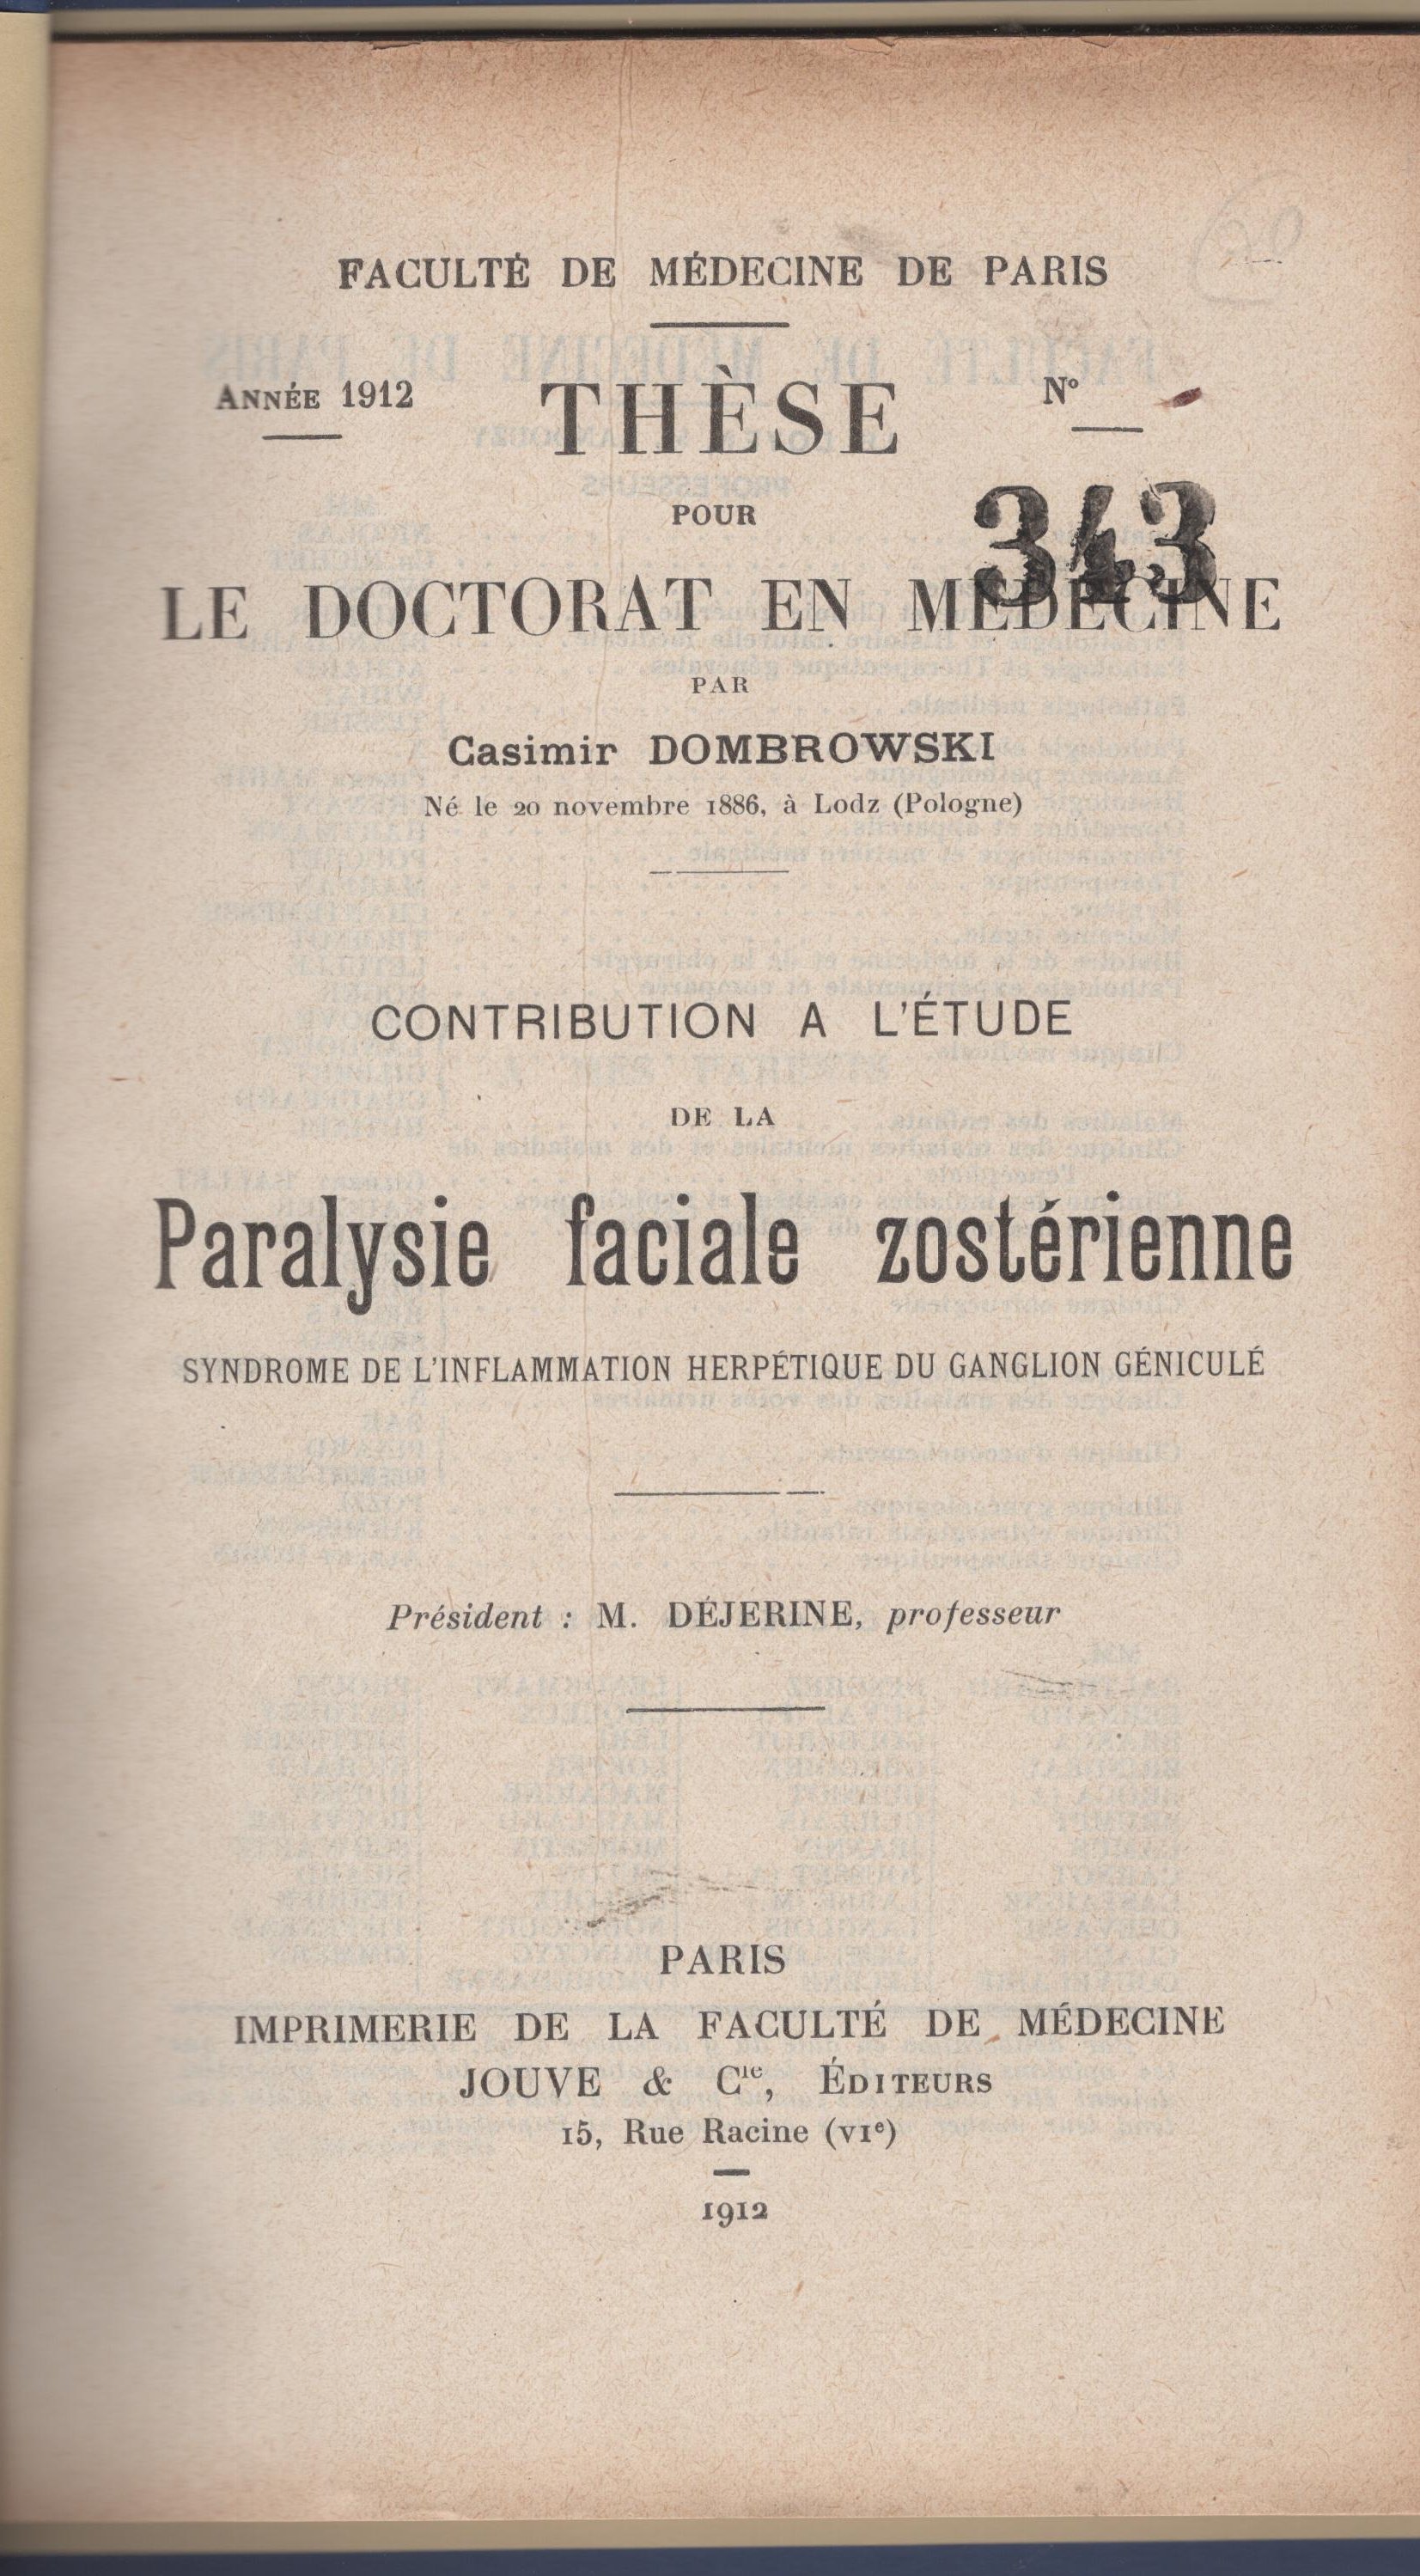 FACULTÉ DE MÉDECINE DE PARIS
ANNÉE 1912
THÈSE
N°
343
POUR
LE DOCTORAT EN MÉDECINE
PAR
Casimir DOMBROWSKI
Né le 20 novembre 1886, à Lodz (Pologne)
CONTRIBUTION A L'ÉTUDE
DE LA
Paralysie faciale zostérienne
SYNDROME DE L'INFLAMMATION HERPÉTIQUE DU GANGLION GÉNICULÉ
Président : M. DÉJERINE, professeur
PARIS
IMPRIMERIE DE LA FACULTÉ DE MÉDECINE
JOUVE & Cie, ÉDITEURS
15, Rue Racine (VIe)
1912